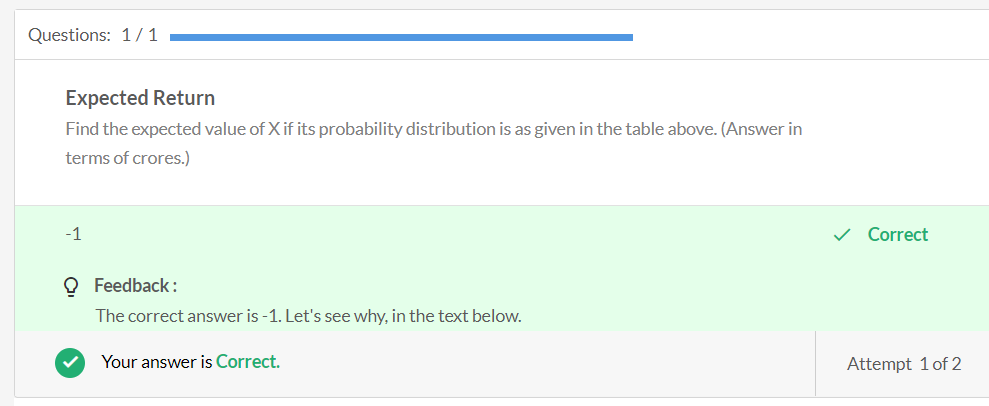 Questions: 1 / 1
Expected Return
Find the expected value of X if its probability distribution is as given in the table above. (Answer in
terms of crores.)
-1
Correct
Feedback :
The correct answer is -1. Let's see why, in the text below.
Your answer is Correct.
Attempt 1 of 2